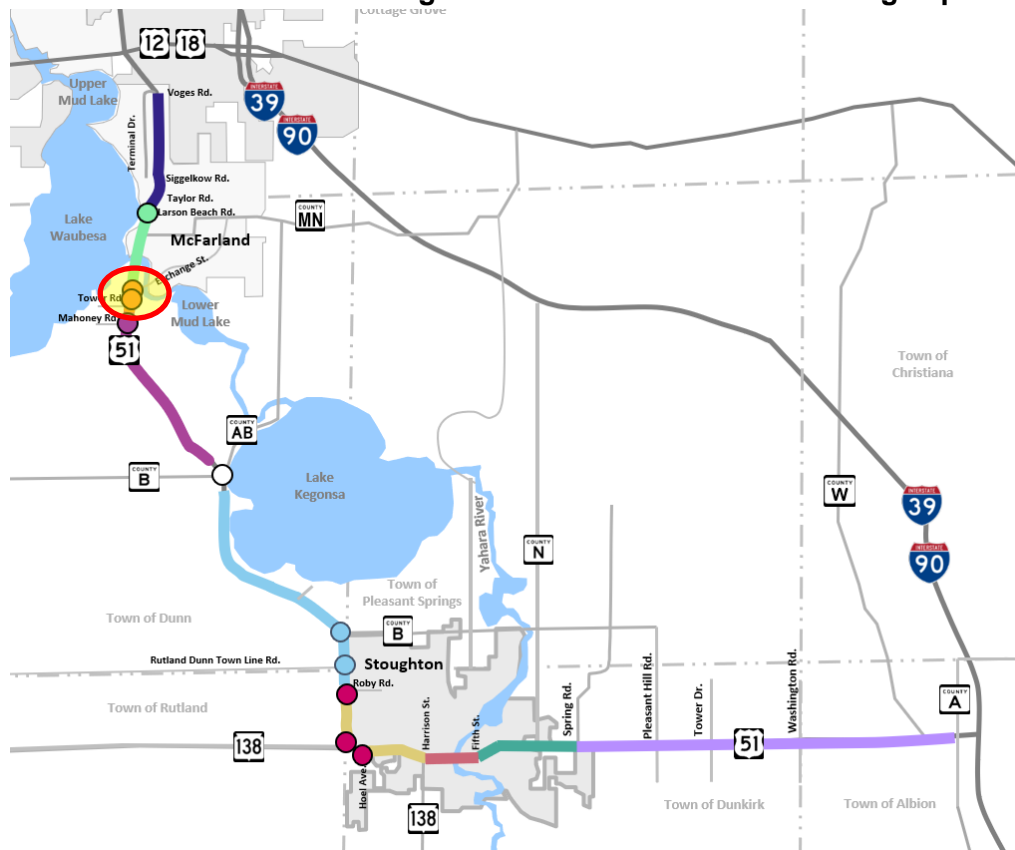 Cottage Grove
12 18
Upper
Mud Lake
Voges Rd.
INTERSTATE
39
INTERSTATE
90
Terminal Dr.
Siggelkow Rd.
Taylor Rd.
Larson Beach Rd.
COUNTY
MN
Lake
Waubesa
McFarland
Exchange St.
Tower Rd
Lower
Mud Lake
Mahoney Rd.
51
Town of
Christiana
COUNTY
AB
COUNTY
B
Lake
Kegonsa
COUNTY
W
INTERSTATE
39
Yahara River
COUNTY
N
INTERSTATE
90
Town of
Pleasant Springs
Town of Dunn
COUNTY
B
Rutland Dunn Town Line Rd.
Stoughton
Roby Rd.
Town of Rutland
Harrison St.
Fifth St.
Spring Rd.
Pleasant Hill Rd.
Tower Dr.
Washington Rd.
COUNTY
A
138
51
Hoel Ave.
138
Town of Dunkirk
Town of Albion